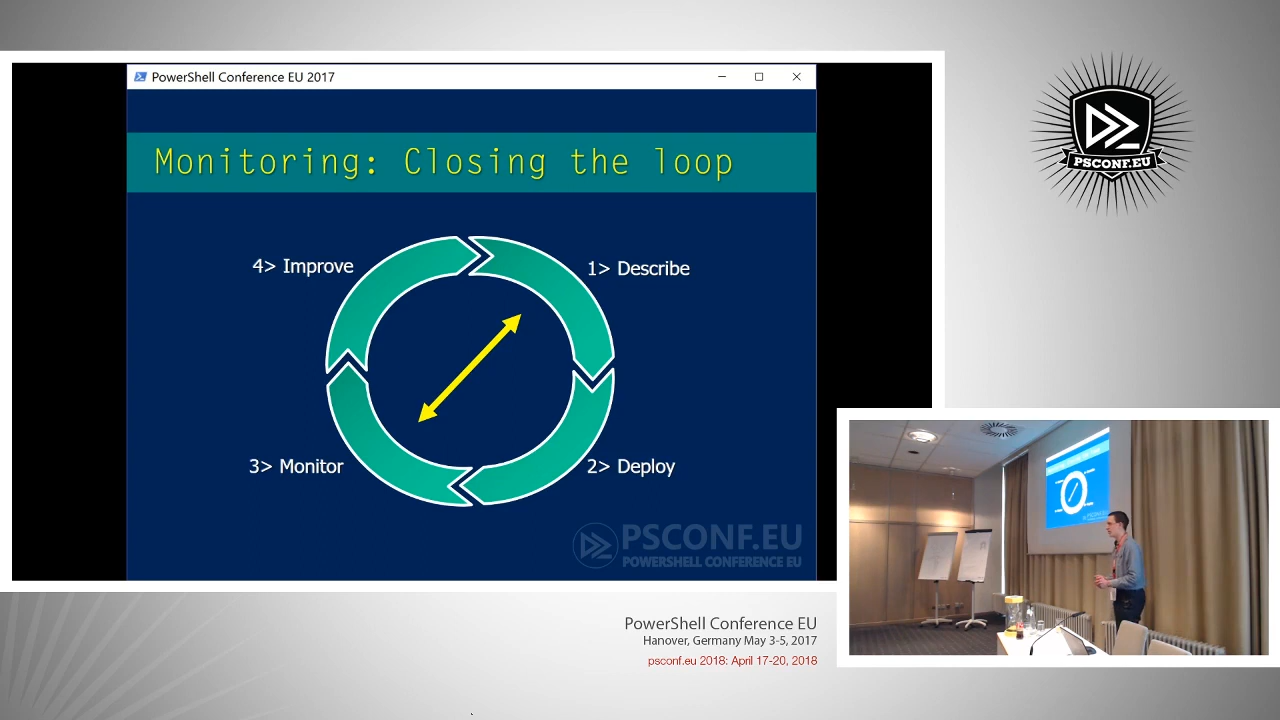 PowerShell Conference EU 2017
Monitoring: Closing the loop
4> Improve
1> Describe
3> Monitor
2> Deploy
PSCONF.EU
POWERSHELL CONFERENCE EU
PSCONF.EU
PowerShell Conference EU
Hanover, Germany May 3-5, 2017
psconf.eu 2018: April 17-20, 2018